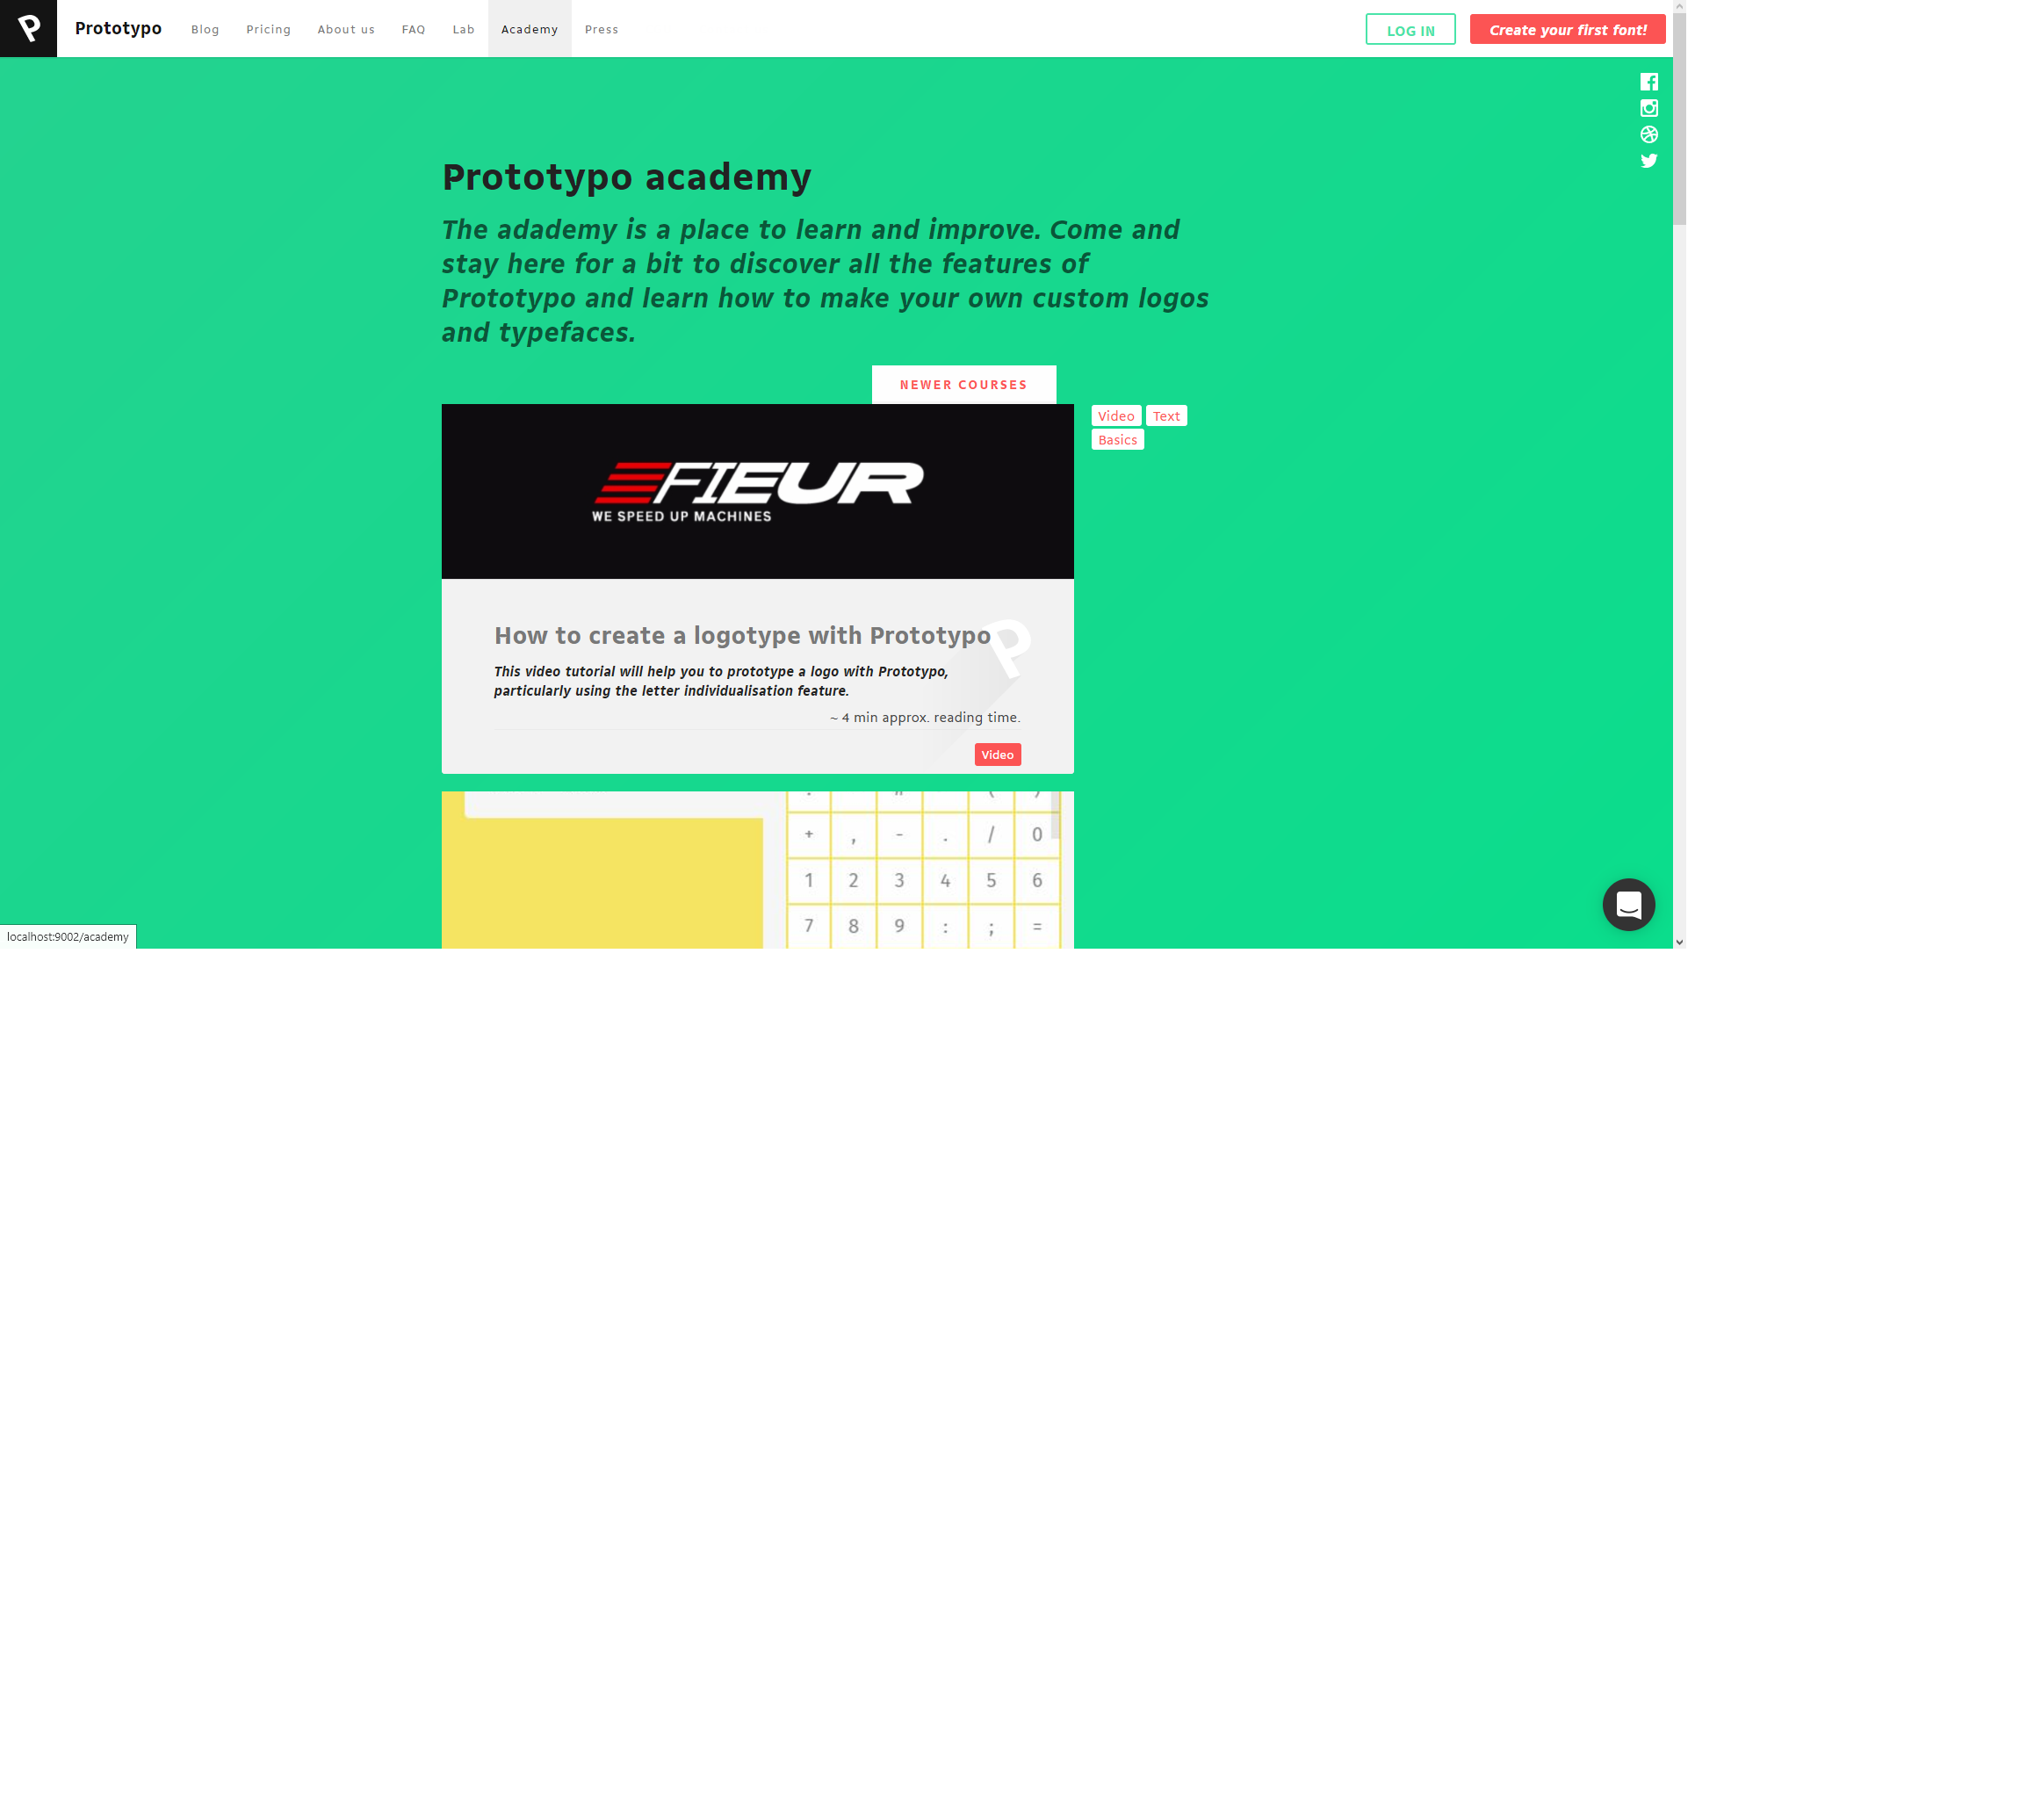 P Prototypo Blog Pricing About us FAQ Lab Academy Press LOG IN Create your first font!
Prototypo academy
The adademy is a place to learn and improve. Come and
stay here for a bit to discover all the features of
Prototypo and learn how to make your own custom logos
and typefaces.
NEWER COURSES
Video Text
Basics
FIEUR
WE SPEED UP MACHINES
How to create a logotype with Prototypo
P
This video tutorial will help you to prototype a logo with Prototypo,
particularly using the letter individualisation feature.
~ 4 min approx. reading time.
Video
+ , - . / 0
1 2 3 4 5 6
7 8 9 : ; =
localhost:9002/academy